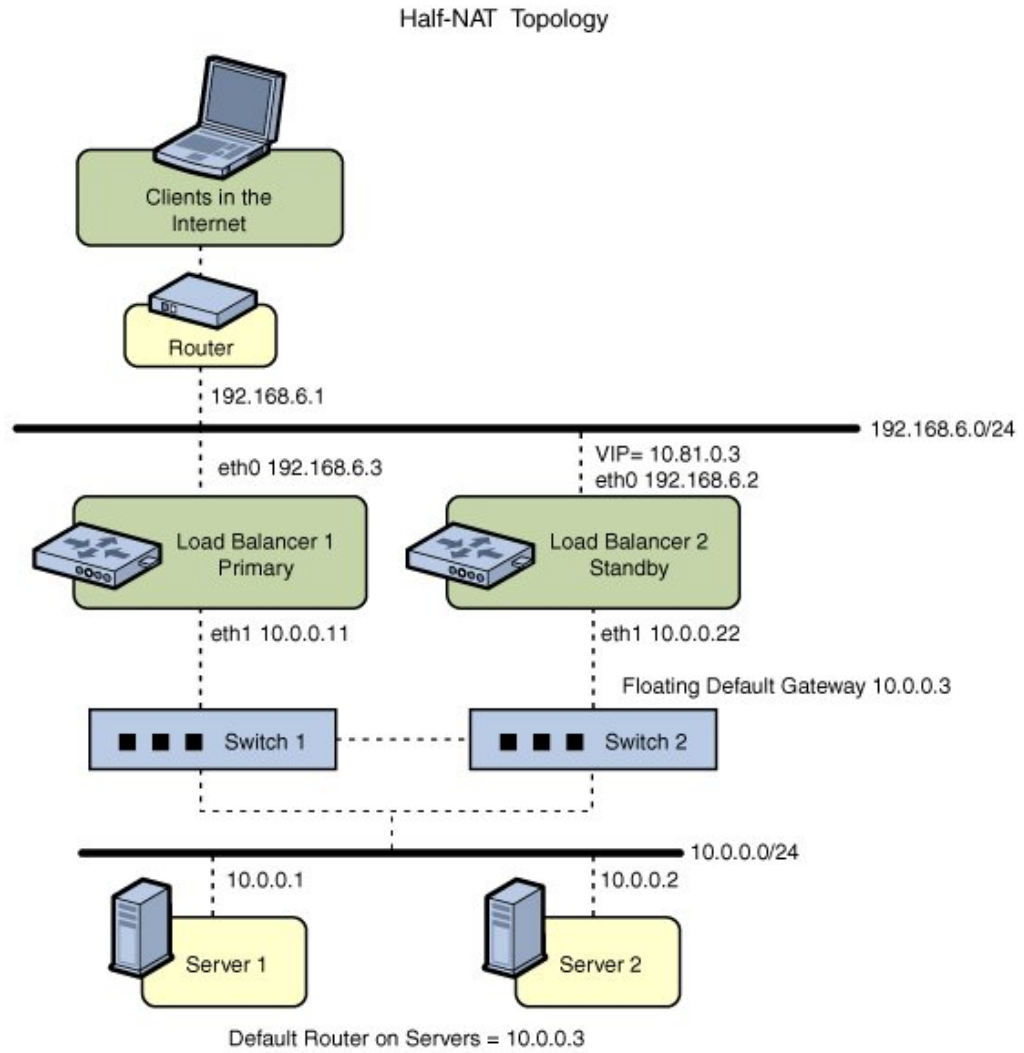 Half-NAT Topology
Clients in the
Internet
Router
192.168.6.1
192.168.6.0/24
eth0 192.168.6.3
VIP= 10.81.0.3
eth0 192.168.6.2
Load Balancer 1
Primary
Load Balancer 2
Standby
eth1 10.0.0.11
eth1 10.0.0.22
Floating Default Gateway 10.0.0.3
Switch 1
Switch 2
10.0.0.0/24
10.0.0.1
10.0.0.2
Server 1
Server 2
Default Router on Servers = 10.0.0.3